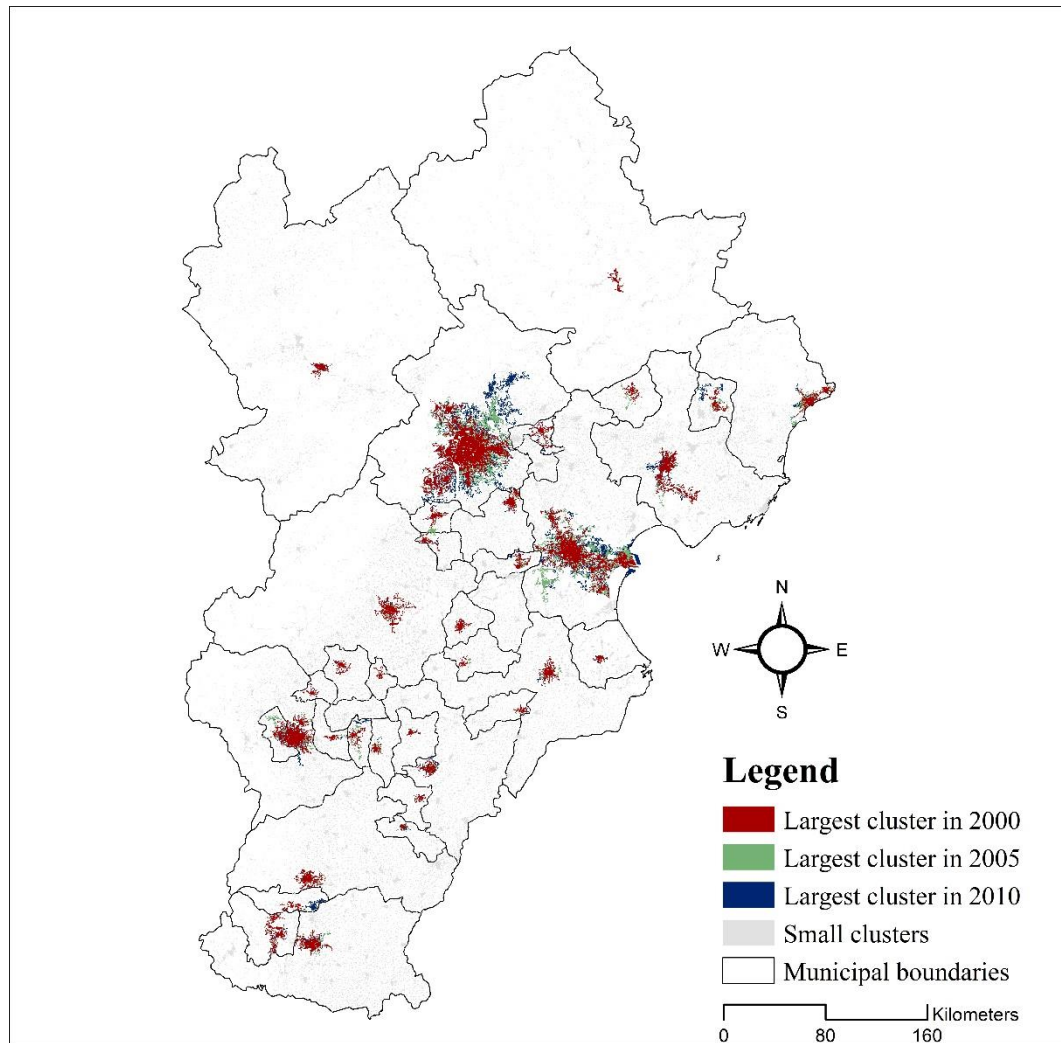 N
W E
S
Legend
Largest cluster in 2000
Largest cluster in 2005
Largest cluster in 2010
Small clusters
Municipal boundaries
Kilometers
0 80 160